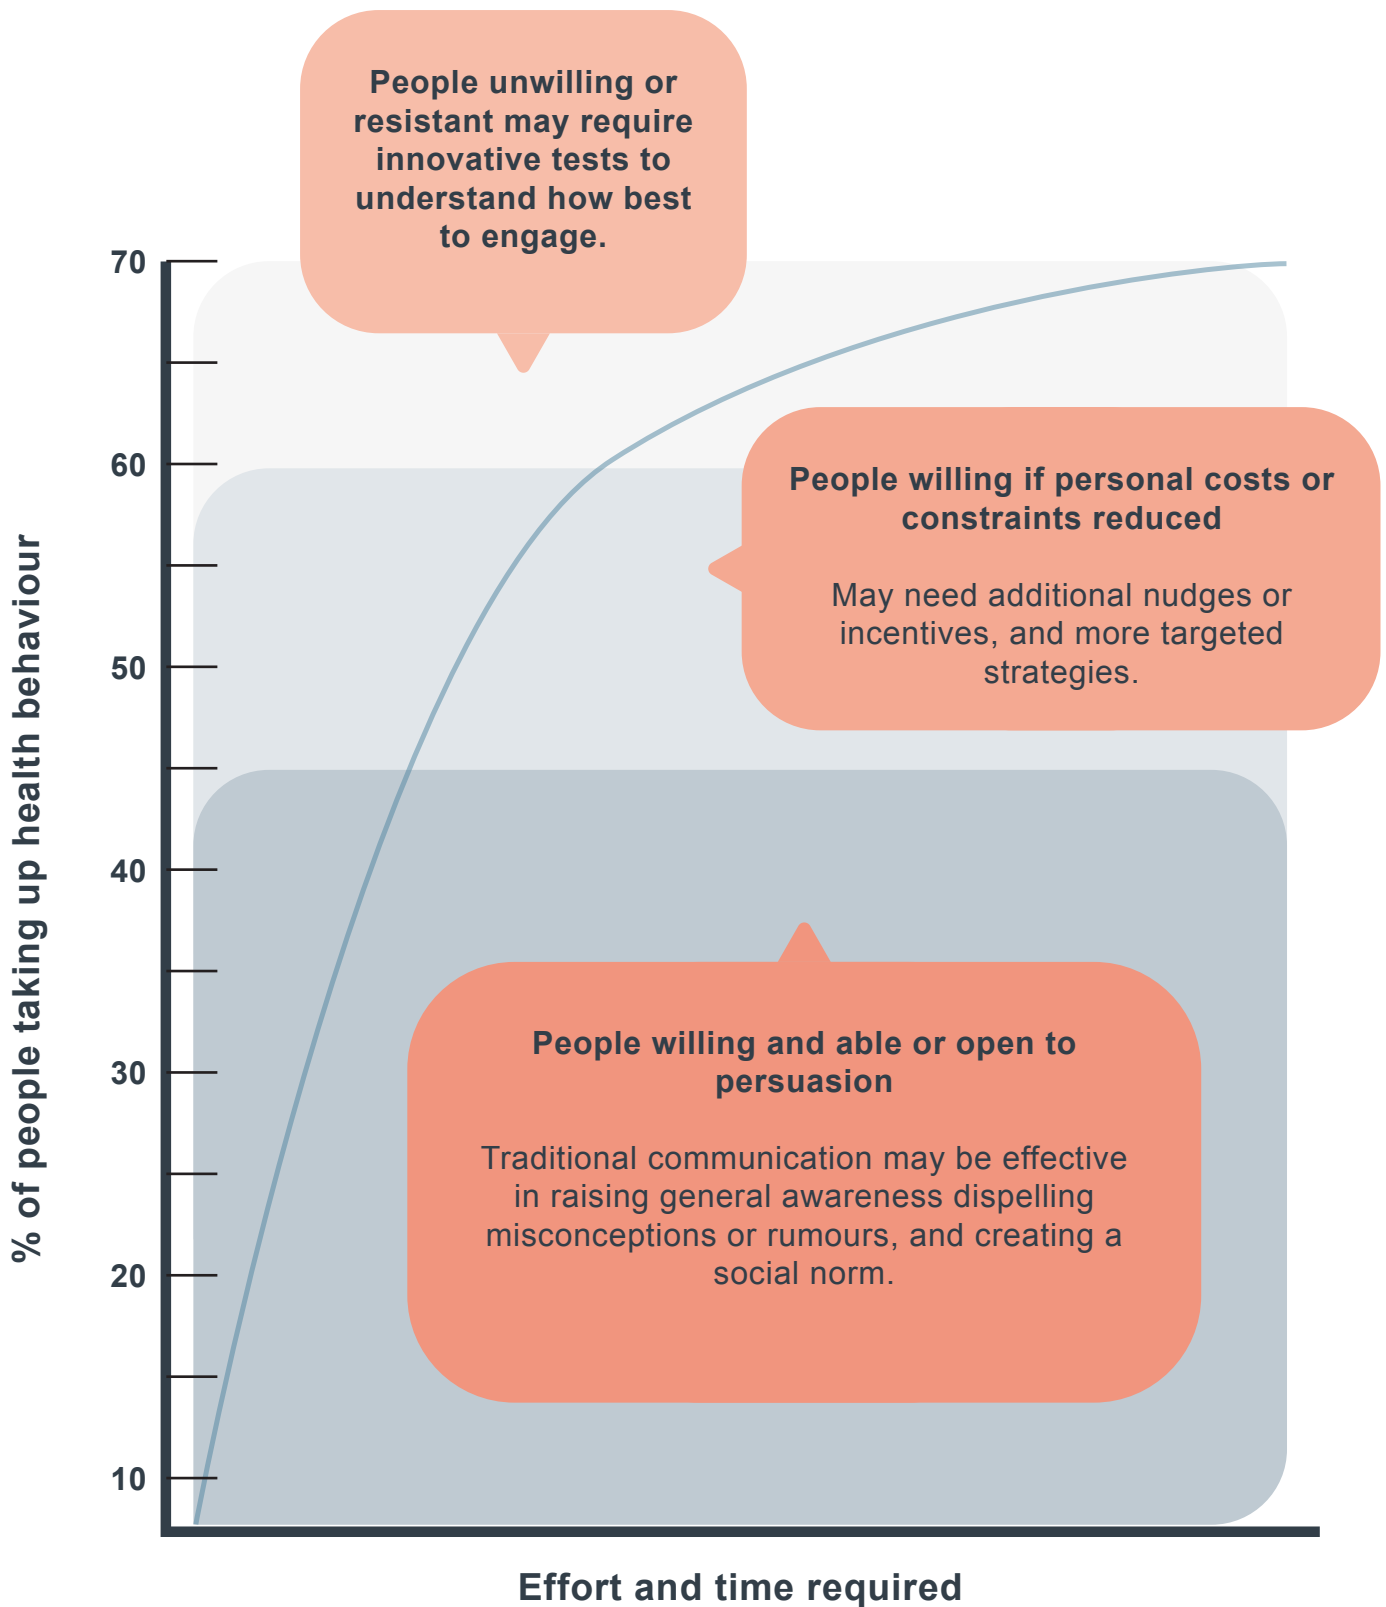 People unwilling or
resistant may require
innovative tests to
understand how best
to engage.
70
60
50
40
30
20
10
% of people taking up health behaviour
People willing if personal costs or
constraints reduced
May need additional nudges or
incentives, and more targeted
strategies.
People willing and able or open to
persuasion
Traditional communication may be effective
in raising general awareness dispelling
misconceptions or rumours, and creating a
social norm.
Effort and time required